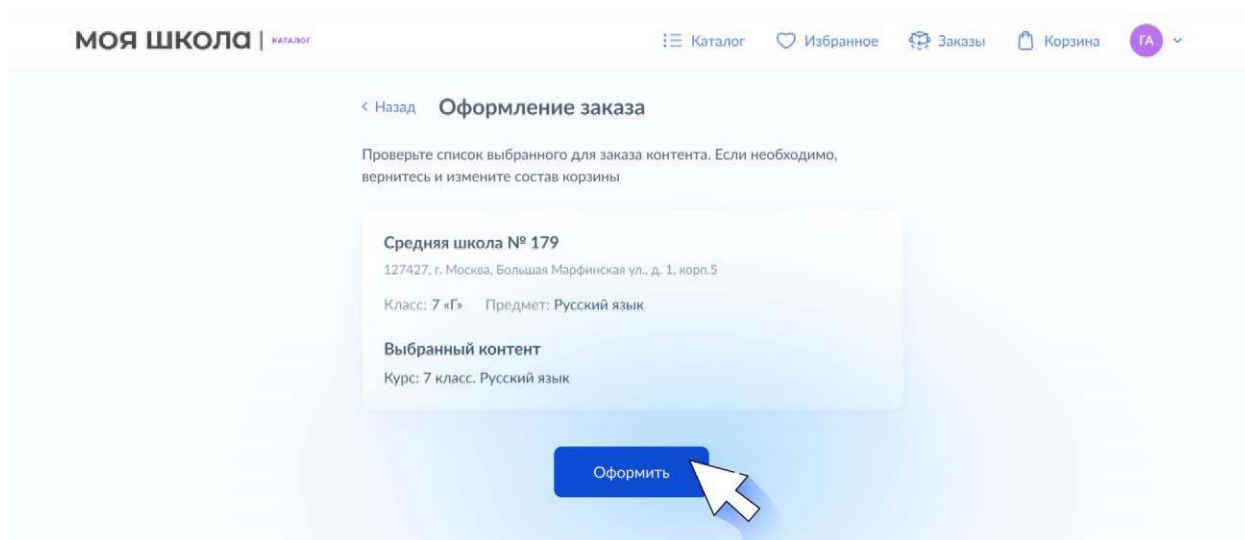 МОЯ ШКОЛА | КАТАЛОГ
Каталог Избранное Заказы Корзина ГА
Назад Оформление заказа
Проверьте список выбранного для заказа контента. Если необходимо,
вернитесь и измените состав корзины
Средняя школа № 179
127427, г. Москва, Большая Марфинская ул., д. 1, корп.5
Класс: 7 «Г» Предмет: Русский язык
Выбранный контент
Курс: 7 класс. Русский язык
Оформить